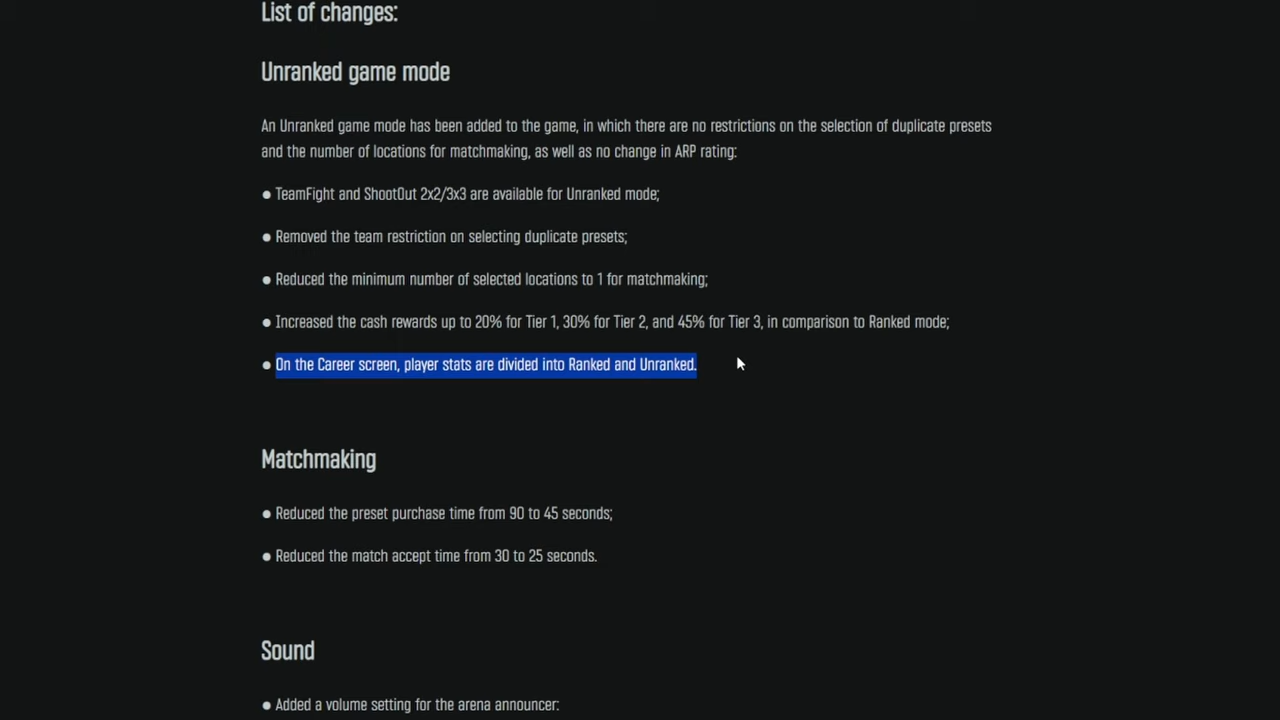 List of changes:
Unranked game mode
An Unranked game mode has been added to the game, in which there are no restrictions on the selection of duplicate presets
and the number of locations for matchmaking, as well as no change in ARP rating:
● TeamFight and ShootOut 2x2/3x3 are available for Unranked mode;
● Removed the team restriction on selecting duplicate presets;
● Reduced the minimum number of selected locations to 1 for matchmaking;
● Increased the cash rewards up to 20% for Tier 1, 30% for Tier 2, and 45% for Tier 3, in comparison to Ranked mode;
● On the Career screen, player stats are divided into Ranked and Unranked.
Matchmaking
● Reduced the preset purchase time from 90 to 45 seconds;
● Reduced the match accept time from 30 to 25 seconds.
Sound
● Added a volume setting for the arena announcer: